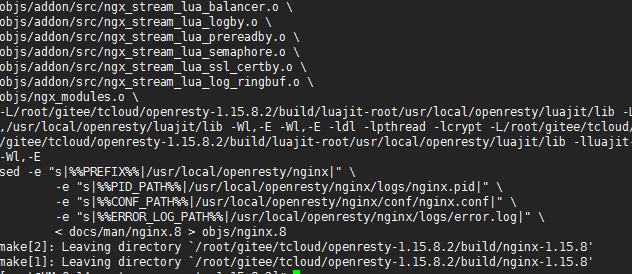 objs/addon/src/ngx_stream_lua_balancer.o \
objs/addon/src/ngx_stream_lua_logby.o \
objs/addon/src/ngx_stream_lua_prereadby.o \
objs/addon/src/ngx_stream_lua_semaphore.o \
objs/addon/src/ngx_stream_lua_ssl_certby.o \
objs/addon/src/ngx_stream_lua_log_ringbuf.o \
objs/ngx_modules.o \
-L/root/gitee/tcloud/openresty-1.15.8.2/build/luajit-root/usr/local/openresty/luajit/lib -L
,/usr/local/openresty/luajit/lib -Wl,-E -Wl,-E -ldl -lpthread -lcrypt -L/root/gitee/tcloud/
/gitee/tcloud/openresty-1.15.8.2/build/luajit-root/usr/local/openresty/luajit/lib -lluajit-
-Wl,-E
sed -e "s|%%PREFIX%%|/usr/local/openresty/nginx|" \
-e "s|%%PID_PATH%%|/usr/local/openresty/nginx/logs/nginx.pid|" \
-e "s|%%CONF_PATH%%|/usr/local/openresty/nginx/conf/nginx.conf|" \
-e "s|%%ERROR_LOG_PATH%%|/usr/local/openresty/nginx/logs/error.log|" \
< docs/man/nginx.8 > objs/nginx.8
make[2]: Leaving directory `/root/gitee/tcloud/openresty-1.15.8.2/build/nginx-1.15.8'
make[1]: Leaving directory `/root/gitee/tcloud/openresty-1.15.8.2/build/nginx-1.15.8'